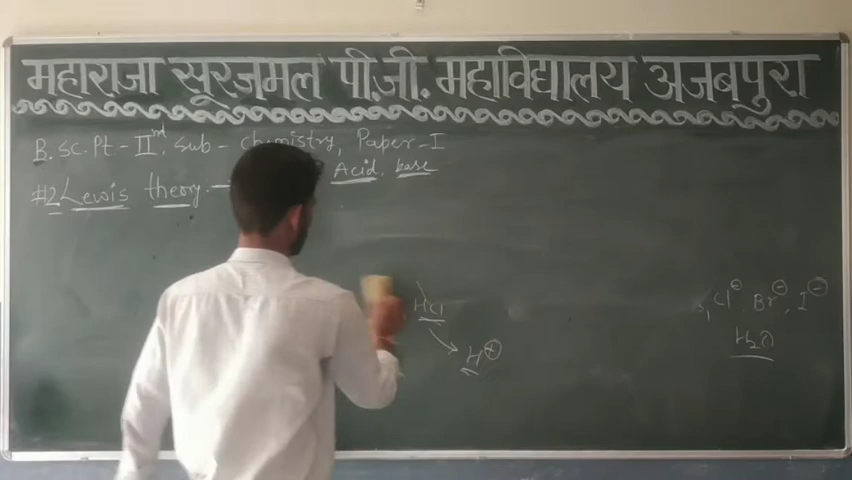 महाराजा सूरजमल पी.जी. महाविद्यालय अजबपुरा
B.Sc.Pt-IIrd, Sub- Chemistry, Paper-I
#2 Lewis theory. Acid, base
HCl
H⊕
Cl⊖, Br⊖, I⊖
H2O